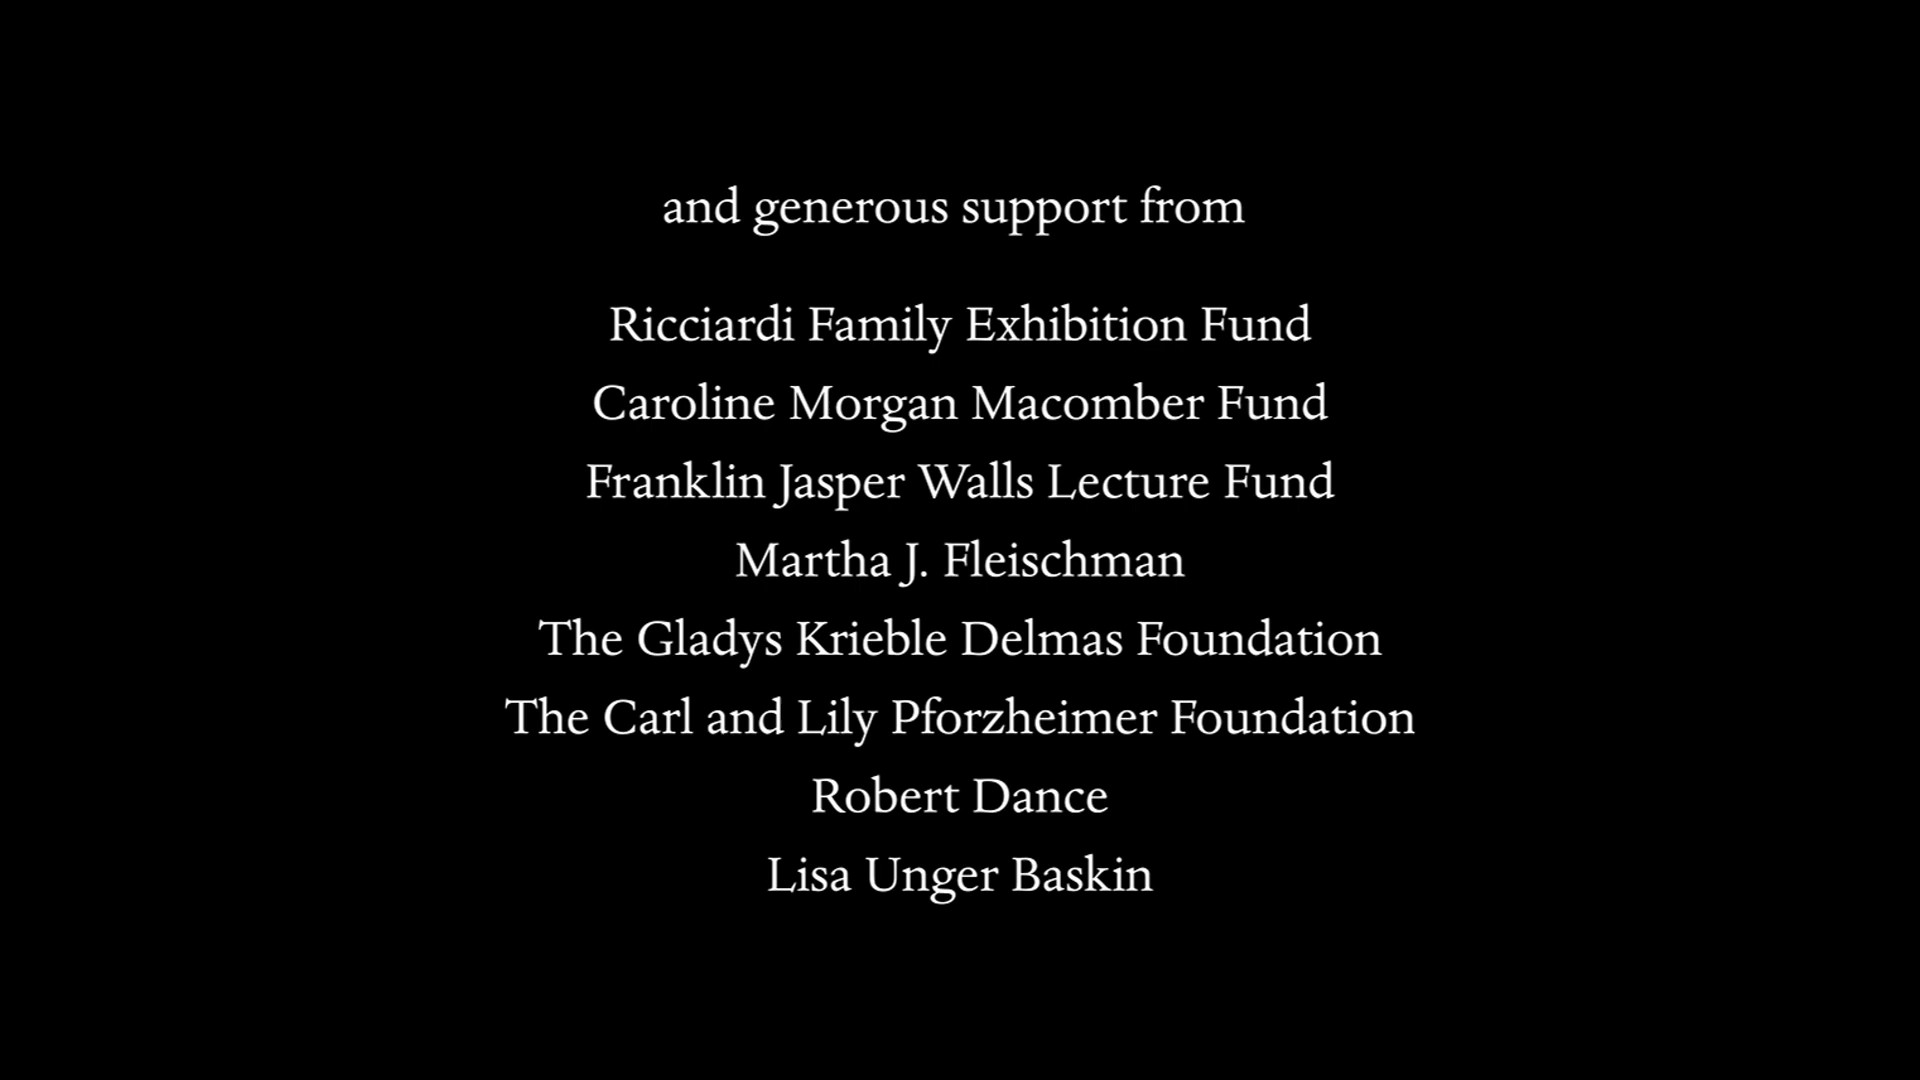 and generous support from
Ricciardi Family Exhibition Fund
Caroline Morgan Macomber Fund
Franklin Jasper Walls Lecture Fund
Martha J. Fleischman
The Gladys Krieble Delmas Foundation
The Carl and Lily Pforzheimer Foundation
Robert Dance
Lisa Unger Baskin